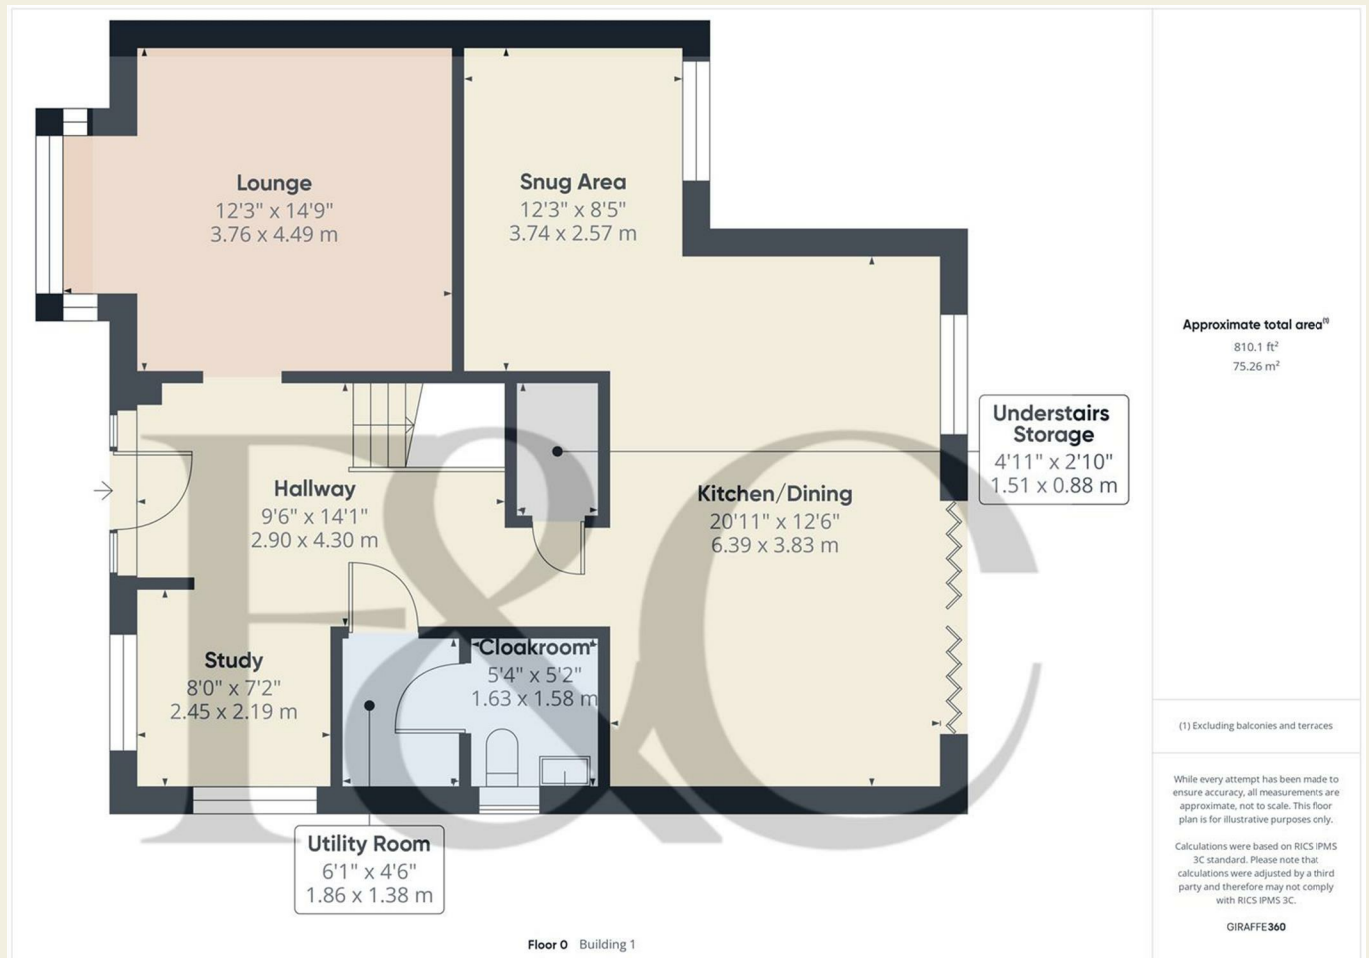 Lounge
12'3" x 14'9"
3.76 x 4.49 m
Snug Area
12'3" x 8'5"
3.74 x 2.57 m
Understairs
Storage
4'11" x 2'10"
1.51 x 0.88 m
Hallway
9'6" x 14'1"
2.90 x 4.30 m
Kitchen/Dining
20'11" x 12'6"
6.39 x 3.83 m
Study
8'0" x 7'2"
2.45 x 2.19 m
Cloakroom
5'4" x 5'2"
1.63 x 1.58 m
Utility Room
6'1" x 4'6"
1.86 x 1.38 m
F&C
Floor 0 Building 1
Approximate total area(1)
810.1 ft²
75.26 m²
(1) Excluding balconies and terraces
While every attempt has been made to
ensure accuracy, all measurements are
approximate, not to scale. This floor
plan is for illustrative purposes only.
Calculations were based on RICS IPMS
3C standard. Please note that
calculations were adjusted by a third
party and therefore may not comply
with RICS IPMS 3C.
GIRAFFE360